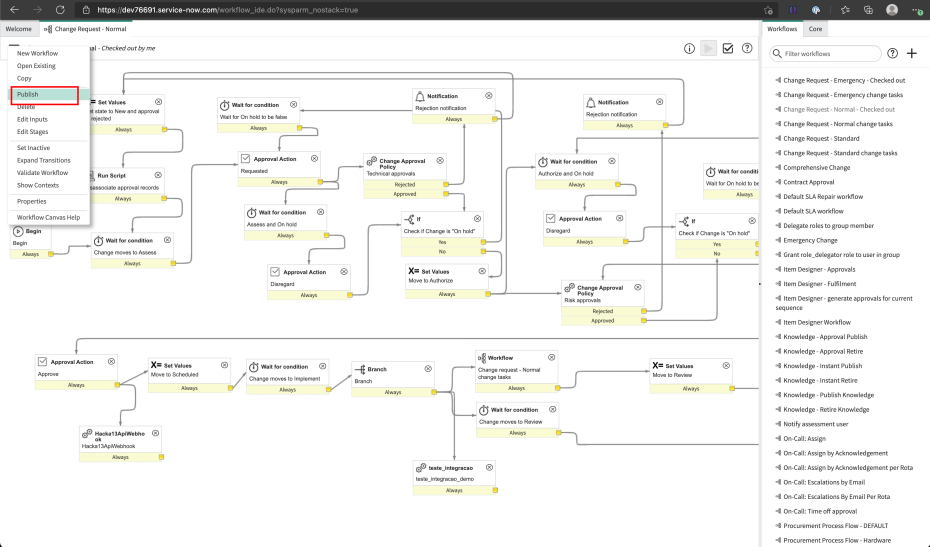 https://dev76691.service-now.com/workflow_ide.do?sysparm_nostack=true
Welcome
Change Request - Normal
Workflows
Core
al - Checked out by me
Filter workflows
New Workflow
Open Existing
Copy
Publish
Delete
Edit Inputs
Edit Stages
Set Inactive
Expand Transitions
Validate Workflow
Show Contexts
Properties
Workflow Canvas Help
Set Values
et state to New and approval
rejected
Always
Run Script
sassociate approval records
Always
Begin
Begin
Always
Wait for condition
Change moves to Assess
Always
Wait for condition
Wait for On hold to be false
Always
Approval Action
Requested
Always
Wait for condition
Assess and On hold
Always
Approval Action
Disregard
Always
Notification
Rejection notification
Always
Change Approval
Policy
Technical approvals
Rejected
Approved
If
Check if Change is "On hold"
Yes
No
Set Values
Move to Authorize
Always
Notification
Rejection notification
Always
Wait for condition
Authorize and On hold
Always
Approval Action
Disregard
Always
Change Approval
Policy
Risk approvals
Rejected
Approved
Wait for condition
Wait for On hold to be
Always
If
Check if Change is "On hold"
Yes
No
Approval Action
Approve
Always
Set Values
Move to Scheduled
Always
Wait for condition
Change moves to Implement
Always
Branch
Branch
Always
Workflow
Change request - Normal
change tasks
Always
Set Values
Move to Review
Always
Wait for condition
Change moves to Review
Always
Hacka13ApiWebho
ok
Hacka13ApiWebhook
Always
teste_integracao
teste_integracao_demo
Always
Change Request - Emergency - Checked out
Change Request - Emergency change tasks
Change Request - Normal - Checked out
Change Request - Normal change tasks
Change Request - Standard
Change Request - Standard change tasks
Comprehensive Change
Contract Approval
Default SLA Repair workflow
Default SLA workflow
Delegate roles to group member
Emergency Change
Grant role_delegator role to user in group
Item Designer - Approvals
Item Designer - Fulfilment
Item Designer - generate approvals for current
sequence
Item Designer Workflow
Knowledge - Approval Publish
Knowledge - Approval Retire
Knowledge - Instant Publish
Knowledge - Instant Retire
Knowledge - Publish Knowledge
Knowledge - Retire Knowledge
Notify assessment user
On-Call: Assign
On-Call: Assign by Acknowledgement
On-Call: Assign by Acknowledgement per Rota
On-Call: Escalations by Email
On-Call: Escalations By Email Per Rota
On-Call: Time off approval
Procurement Process Flow - DEFAULT
Procurement Process Flow - Hardware